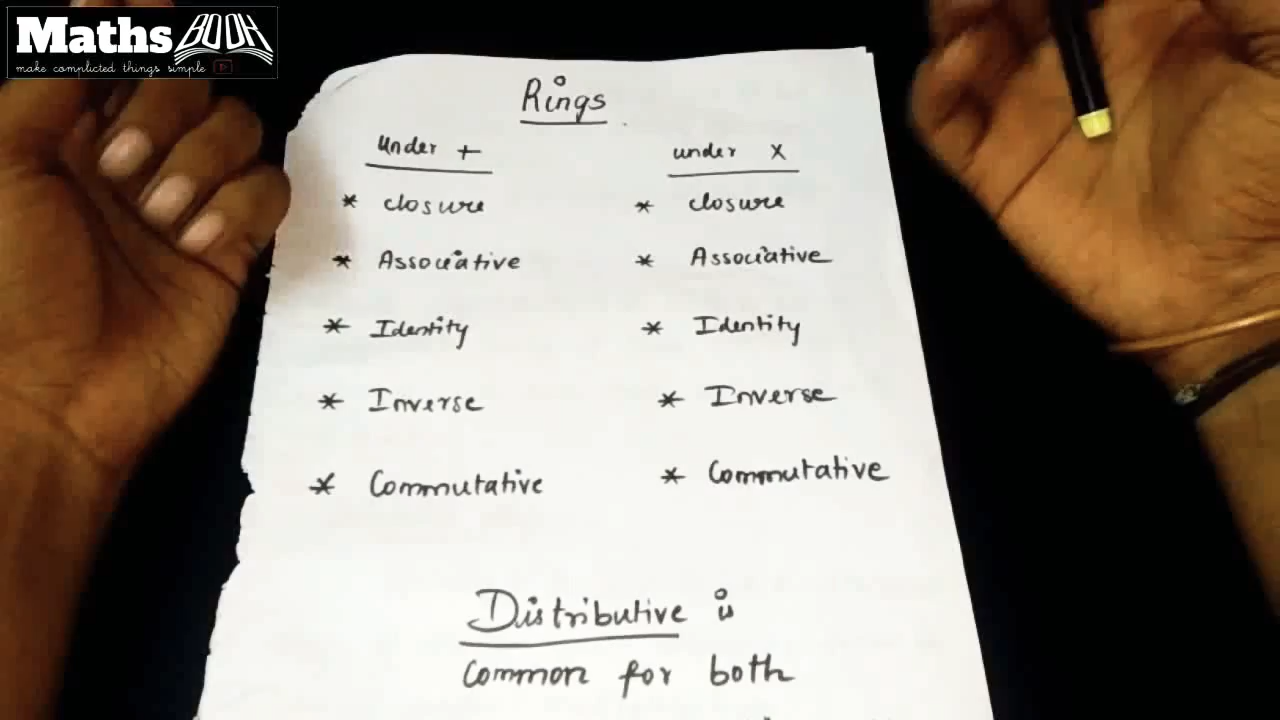 Maths BOOK
make complicted things simple
Rings
Under + under ×
* closure * closure
* Associative * Associative
* Identity * Identity
* Inverse * Inverse
* Commutative * Commutative
Distributive is
common for both